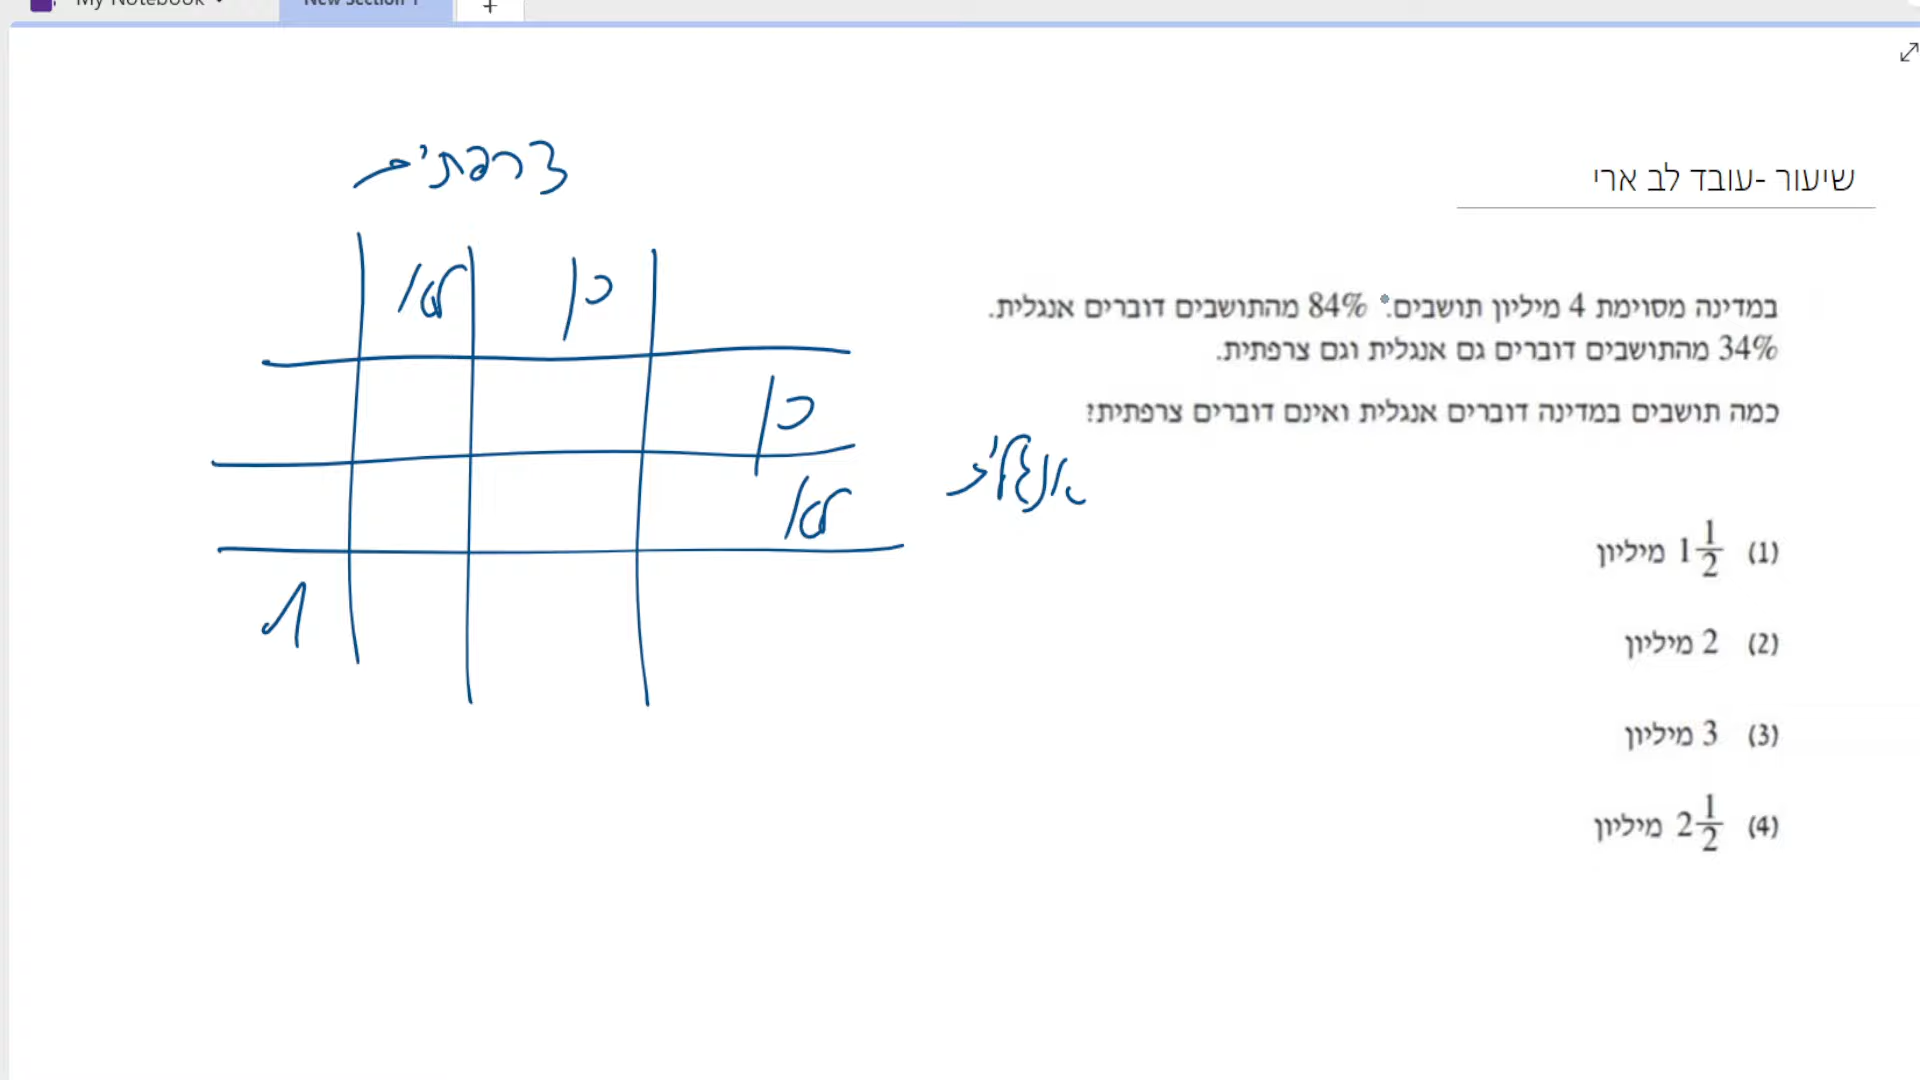 My Notebook
New Section 1
+
שיעור -עובד לב ארי
צרפתית
לא
כן
כן
לא
1
אנגלית
במדינה מסוימת 4 מיליון תושבים. 84% מהתושבים דוברים אנגלית.
34% מהתושבים דוברים גם אנגלית וגם צרפתית.
כמה תושבים במדינה דוברים אנגלית ואינם דוברים צרפתית?
(1) 1 1/2 מיליון
(2) 2 מיליון
(3) 3 מיליון
(4) 2 1/2 מיליון